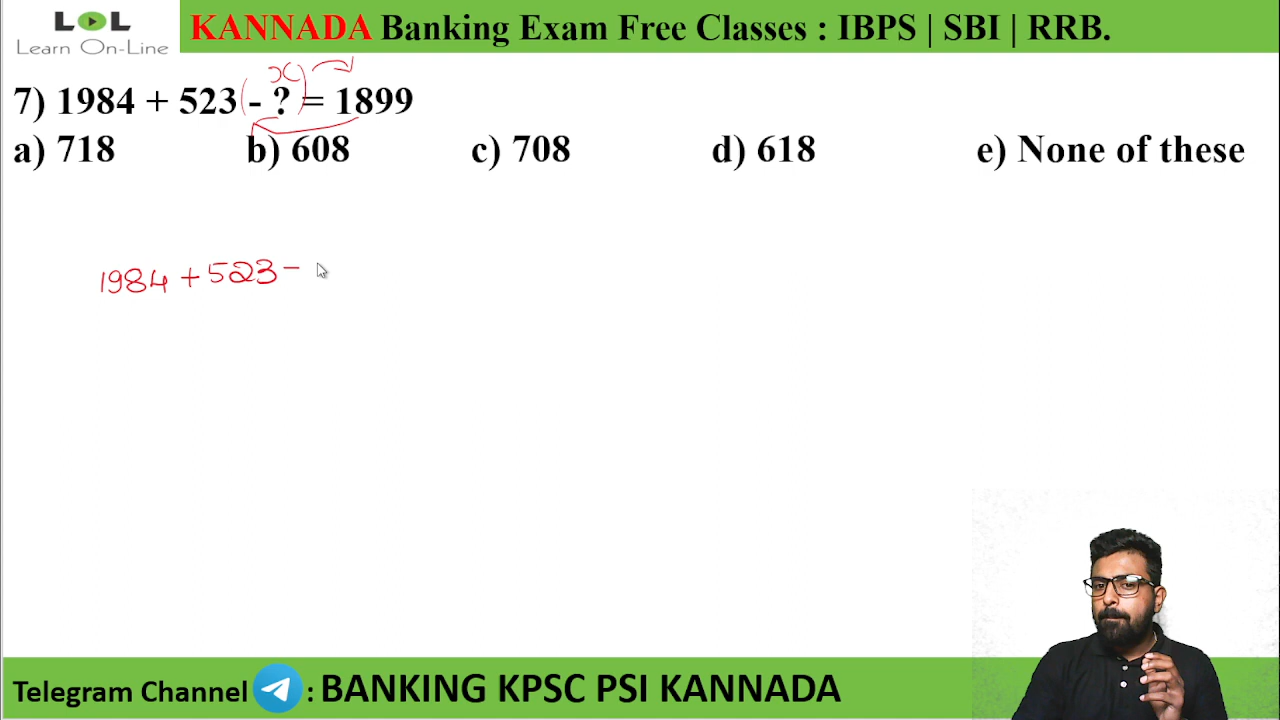 LOL
Learn On-Line
KANNADA Banking Exam Free Classes : IBPS | SBI | RRB.
x
7) 1984 + 523 - ? = 1899
a) 718 b) 608 c) 708 d) 618 e) None of these
1984 + 523 -
Telegram Channel : BANKING KPSC PSI KANNADA